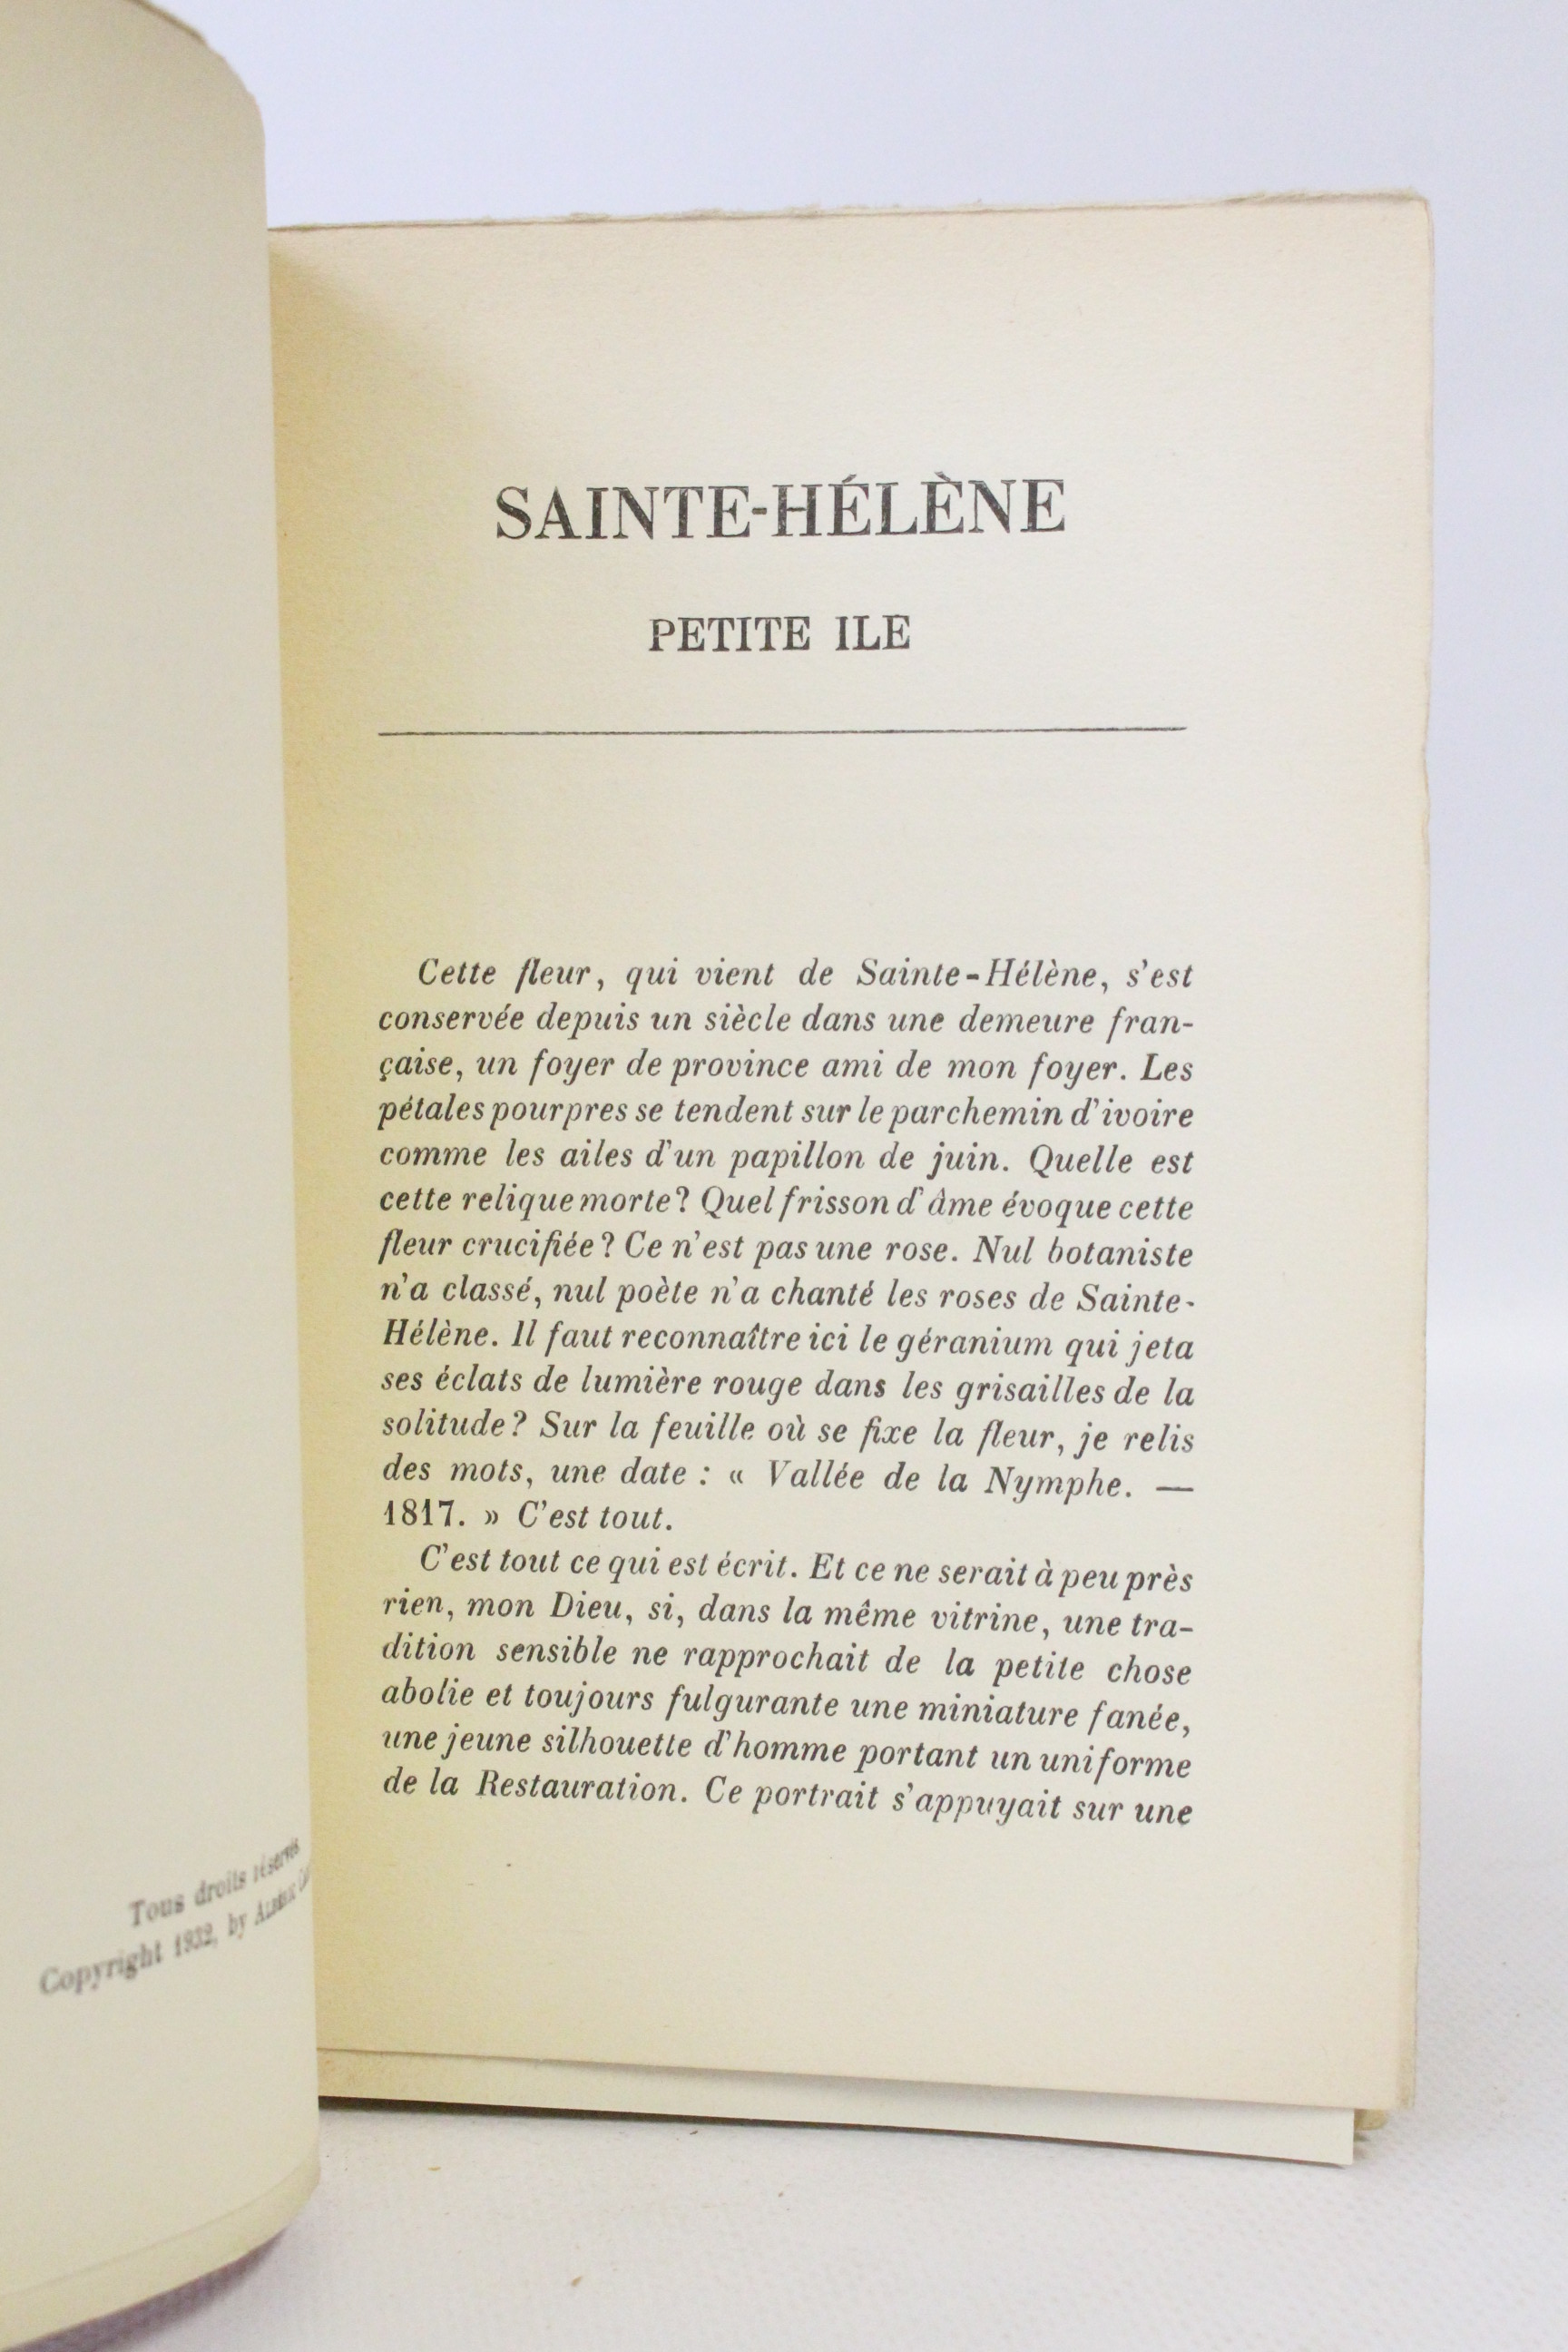 Tous droits réservés
Copyright 1932, by
SAINTE-HÉLÈNE
PETITE ILE
Cette fleur, qui vient de Sainte-Hélène, s'est
conservée depuis un siècle dans une demeure fran-
çaise, un foyer de province ami de mon foyer. Les
pétales pourpres se tendent sur le parchemin d'ivoire
comme les ailes d'un papillon de juin. Quelle est
cette relique morte? Quel frisson d'âme évoque cette
fleur crucifiée? Ce n'est pas une rose. Nul botaniste
n'a classé, nul poète n'a chanté les roses de Sainte-
Hélène. Il faut reconnaître ici le géranium qui jeta
ses éclats de lumière rouge dans les grisailles de la
solitude? Sur la feuille où se fixe la fleur, je relis
des mots, une date : « Vallée de la Nymphe. —
1817. » C'est tout.
C'est tout ce qui est écrit. Et ce ne serait à peu près
rien, mon Dieu, si, dans la même vitrine, une tra-
dition sensible ne rapprochait de la petite chose
abolie et toujours fulgurante une miniature fanée,
une jeune silhouette d'homme portant un uniforme
de la Restauration. Ce portrait s'appuyait sur une